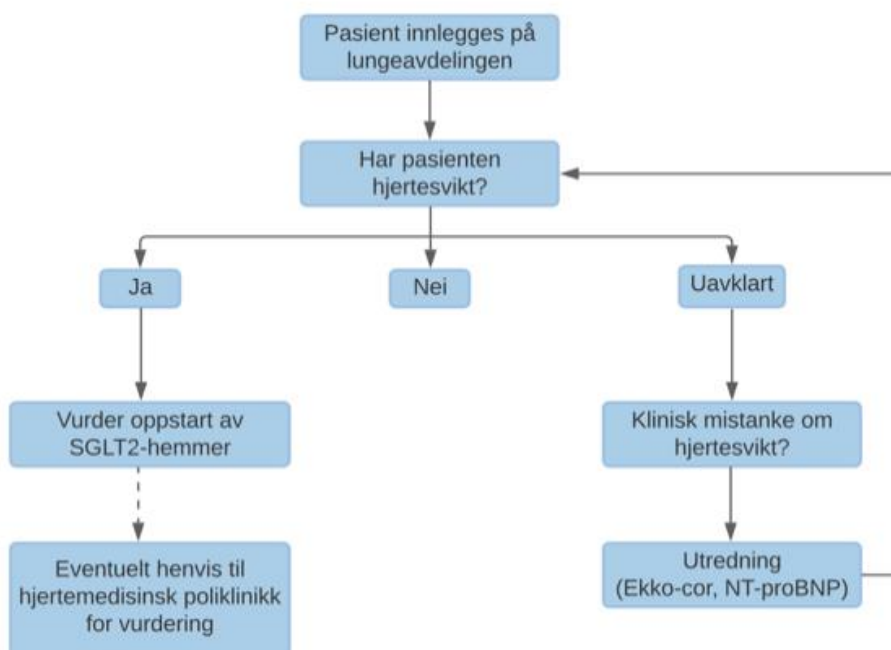 Pasient innlegges på
lungeavdelingen
Har pasienten
hjertesvikt?
Ja
Nei
Uavklart
Vurder oppstart av
SGLT2-hemmer
Klinisk mistanke om
hjertesvikt?
Eventuelt henvis til
hjertemedisinsk poliklinikk
for vurdering
Utredning
(Ekko-cor, NT-proBNP)